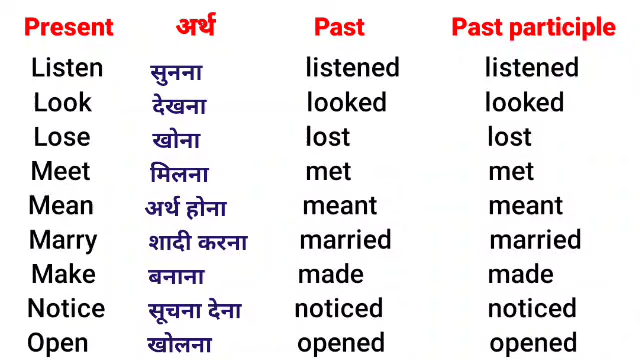 Present अर्थ Past Past participle
Listen सुनना listened listened
Look देखना looked looked
Lose खोना lost lost
Meet मिलना met met
Mean अर्थ होना meant meant
Marry शादी करना married married
Make बनाना made made
Notice सूचना देना noticed noticed
Open खोलना opened opened